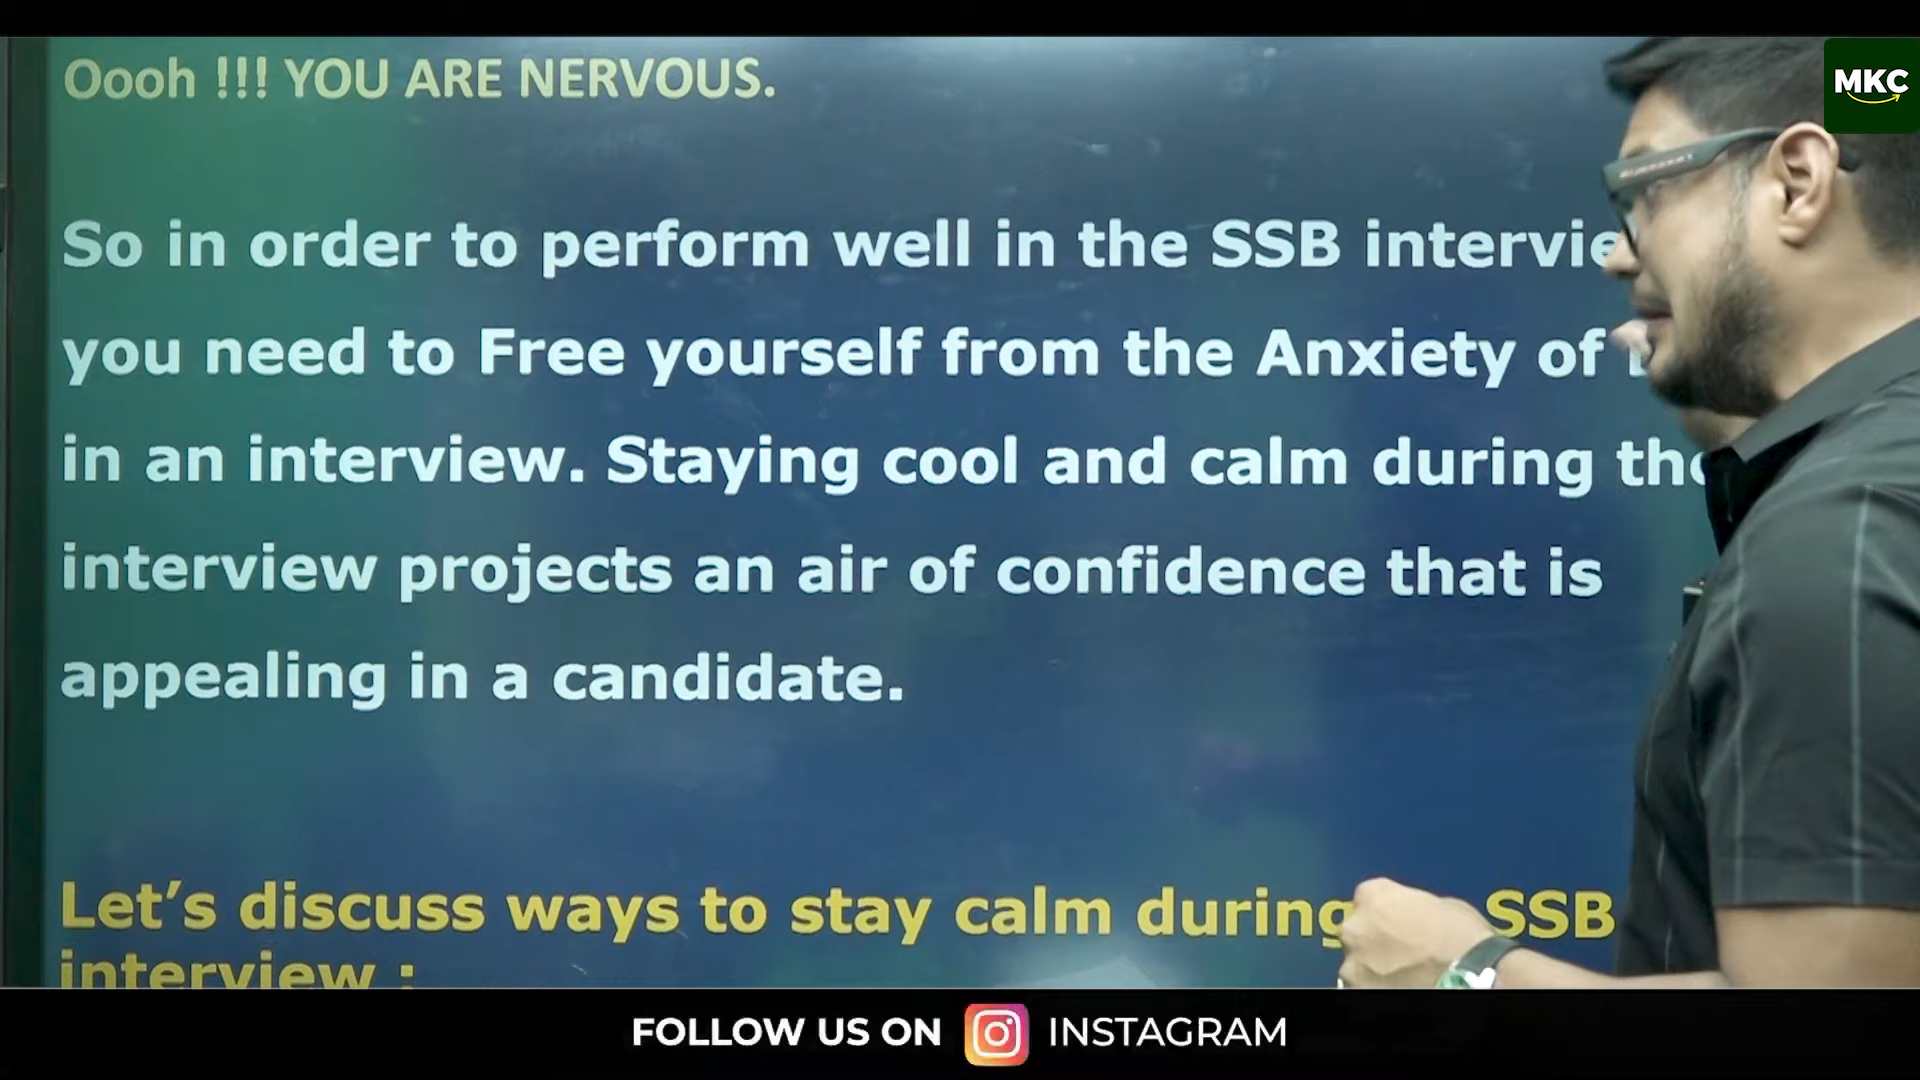 Oooh !!! YOU ARE NERVOUS.
MKC
So in order to perform well in the SSB
you need to Free yourself from the Anxiety of
in an interview. Staying cool and calm during
interview projects an air of confidence that is
appealing in a candidate.
Let's discuss ways to stay calm during SSB
interview :
FOLLOW US ON INSTAGRAM